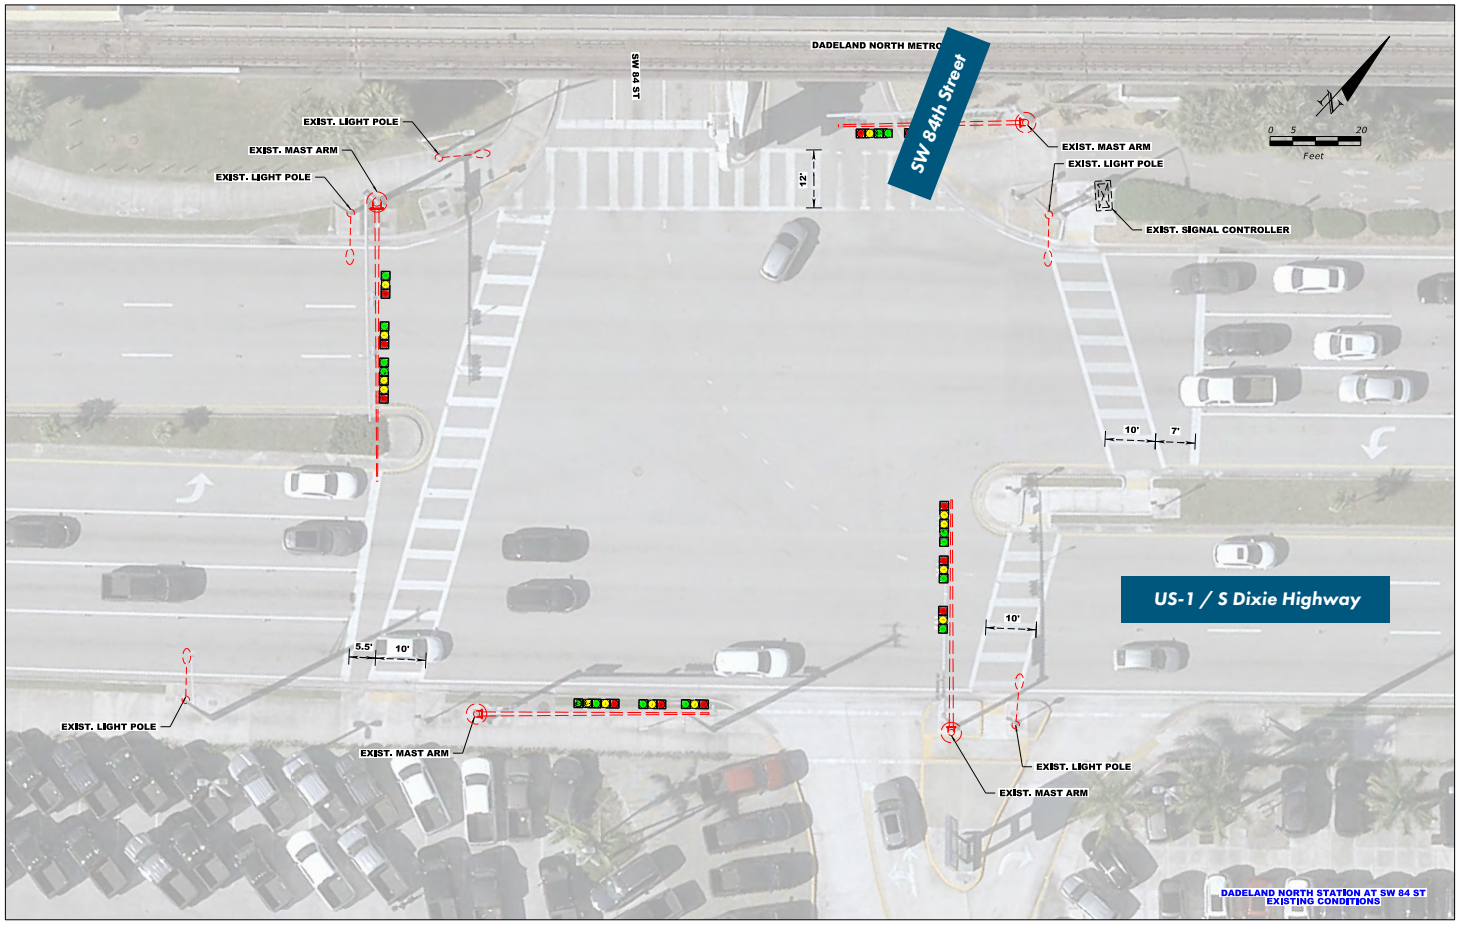 DADELAND NORTH METRO
SW 84 ST
SW 84th Street
EXIST. LIGHT POLE
EXIST. MAST ARM
EXIST. LIGHT POLE
EXIST. MAST ARM
EXIST. LIGHT POLE
EXIST. SIGNAL CONTROLLER
0 5 20
Feet
12'
10'
7'
US-1 / S Dixie Highway
10'
5.5'
10'
EXIST. LIGHT POLE
EXIST. MAST ARM
EXIST. LIGHT POLE
EXIST. MAST ARM
DADELAND NORTH STATION AT SW 84 ST
EXISTING CONDITIONS